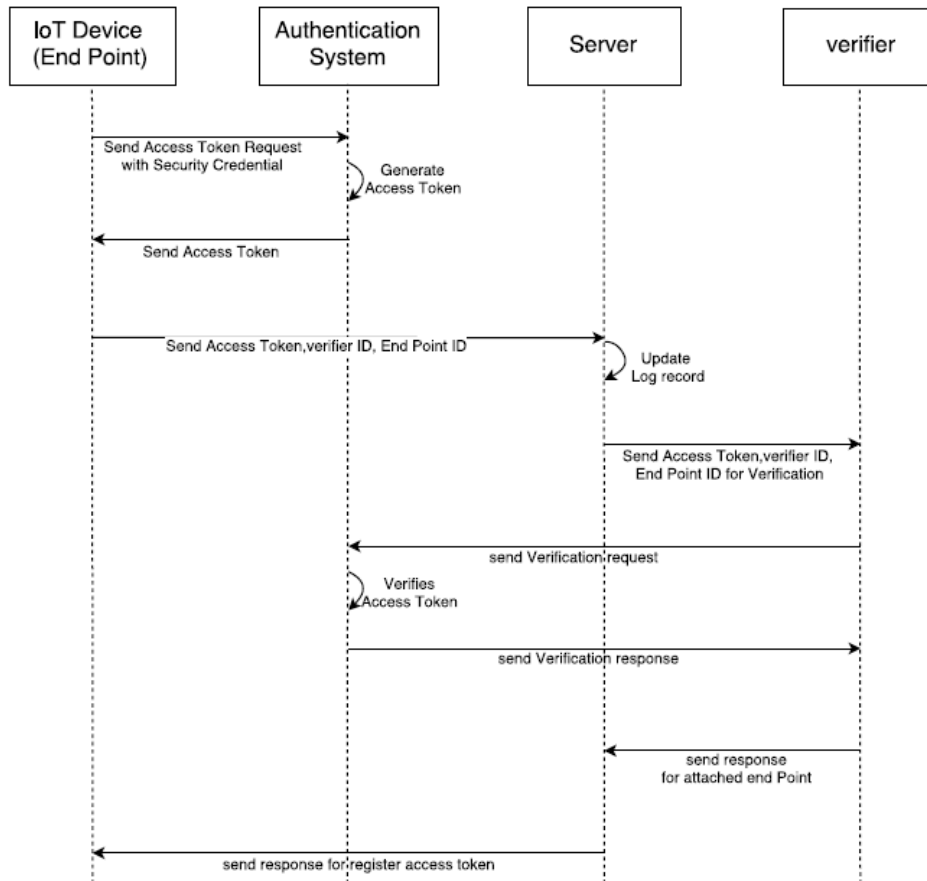 IoT Device
(End Point)
Authentication
System
Server
verifier
Send Access Token Request
with Security Credential
Generate
Access Token
Send Access Token
Send Access Token,verifier ID, End Point ID
Update
Log record
Send Access Token,verifier ID,
End Point ID for Verification
send Verification request
Verifies
Access Token
send Verification response
send response
for attached end Point
send response for register access token